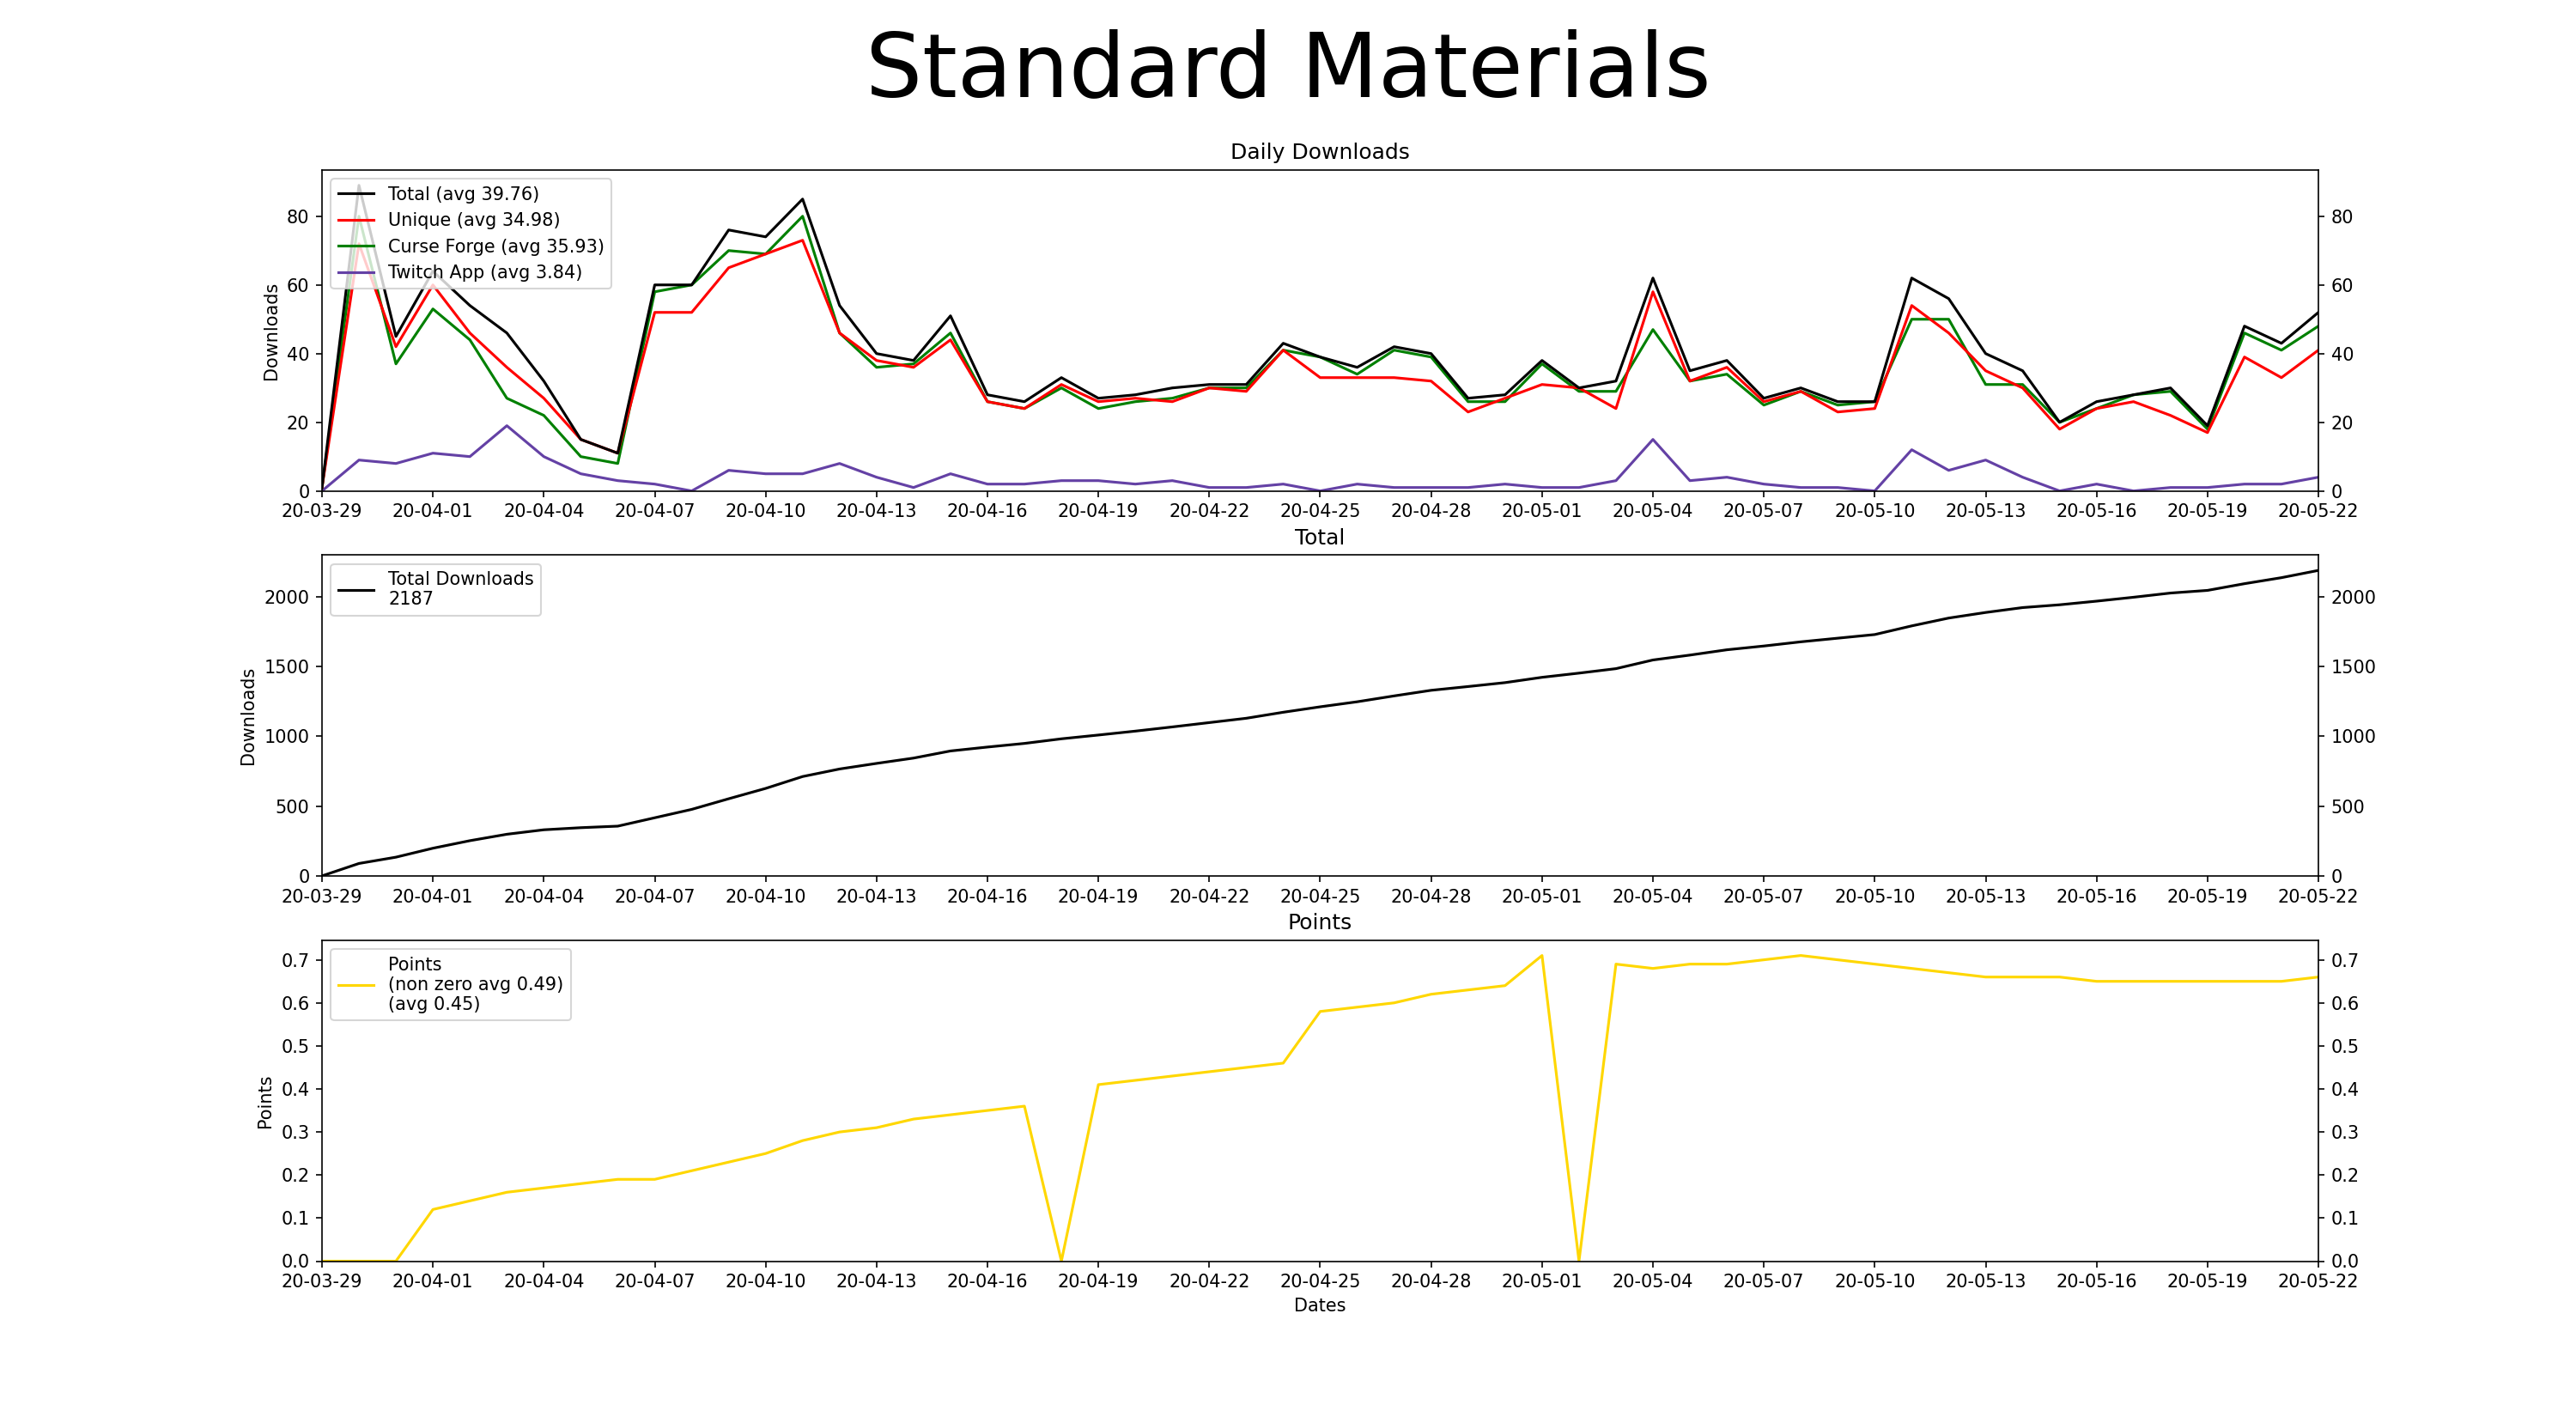 Standard Materials
Daily Downloads
Total (avg 39.76)
Unique (avg 34.98)
Curse Forge (avg 35.93)
Twitch App (avg 3.84)
Downloads
80
60
40
20
0
80
60
40
20
0
20-03-29 20-04-01 20-04-04 20-04-07 20-04-10 20-04-13 20-04-16 20-04-19 20-04-22 20-04-25 20-04-28 20-05-01 20-05-04 20-05-07 20-05-10 20-05-13 20-05-16 20-05-19 20-05-22
Total
Total Downloads
2187
Downloads
2000
1500
1000
500
0
2000
1500
1000
500
0
20-03-29 20-04-01 20-04-04 20-04-07 20-04-10 20-04-13 20-04-16 20-04-19 20-04-22 20-04-25 20-04-28 20-05-01 20-05-04 20-05-07 20-05-10 20-05-13 20-05-16 20-05-19 20-05-22
Points
Points
(non zero avg 0.49)
(avg 0.45)
Points
0.7
0.6
0.5
0.4
0.3
0.2
0.1
0.0
0.7
0.6
0.5
0.4
0.3
0.2
0.1
0.0
20-03-29 20-04-01 20-04-04 20-04-07 20-04-10 20-04-13 20-04-16 20-04-19 20-04-22 20-04-25 20-04-28 20-05-01 20-05-04 20-05-07 20-05-10 20-05-13 20-05-16 20-05-19 20-05-22
Dates